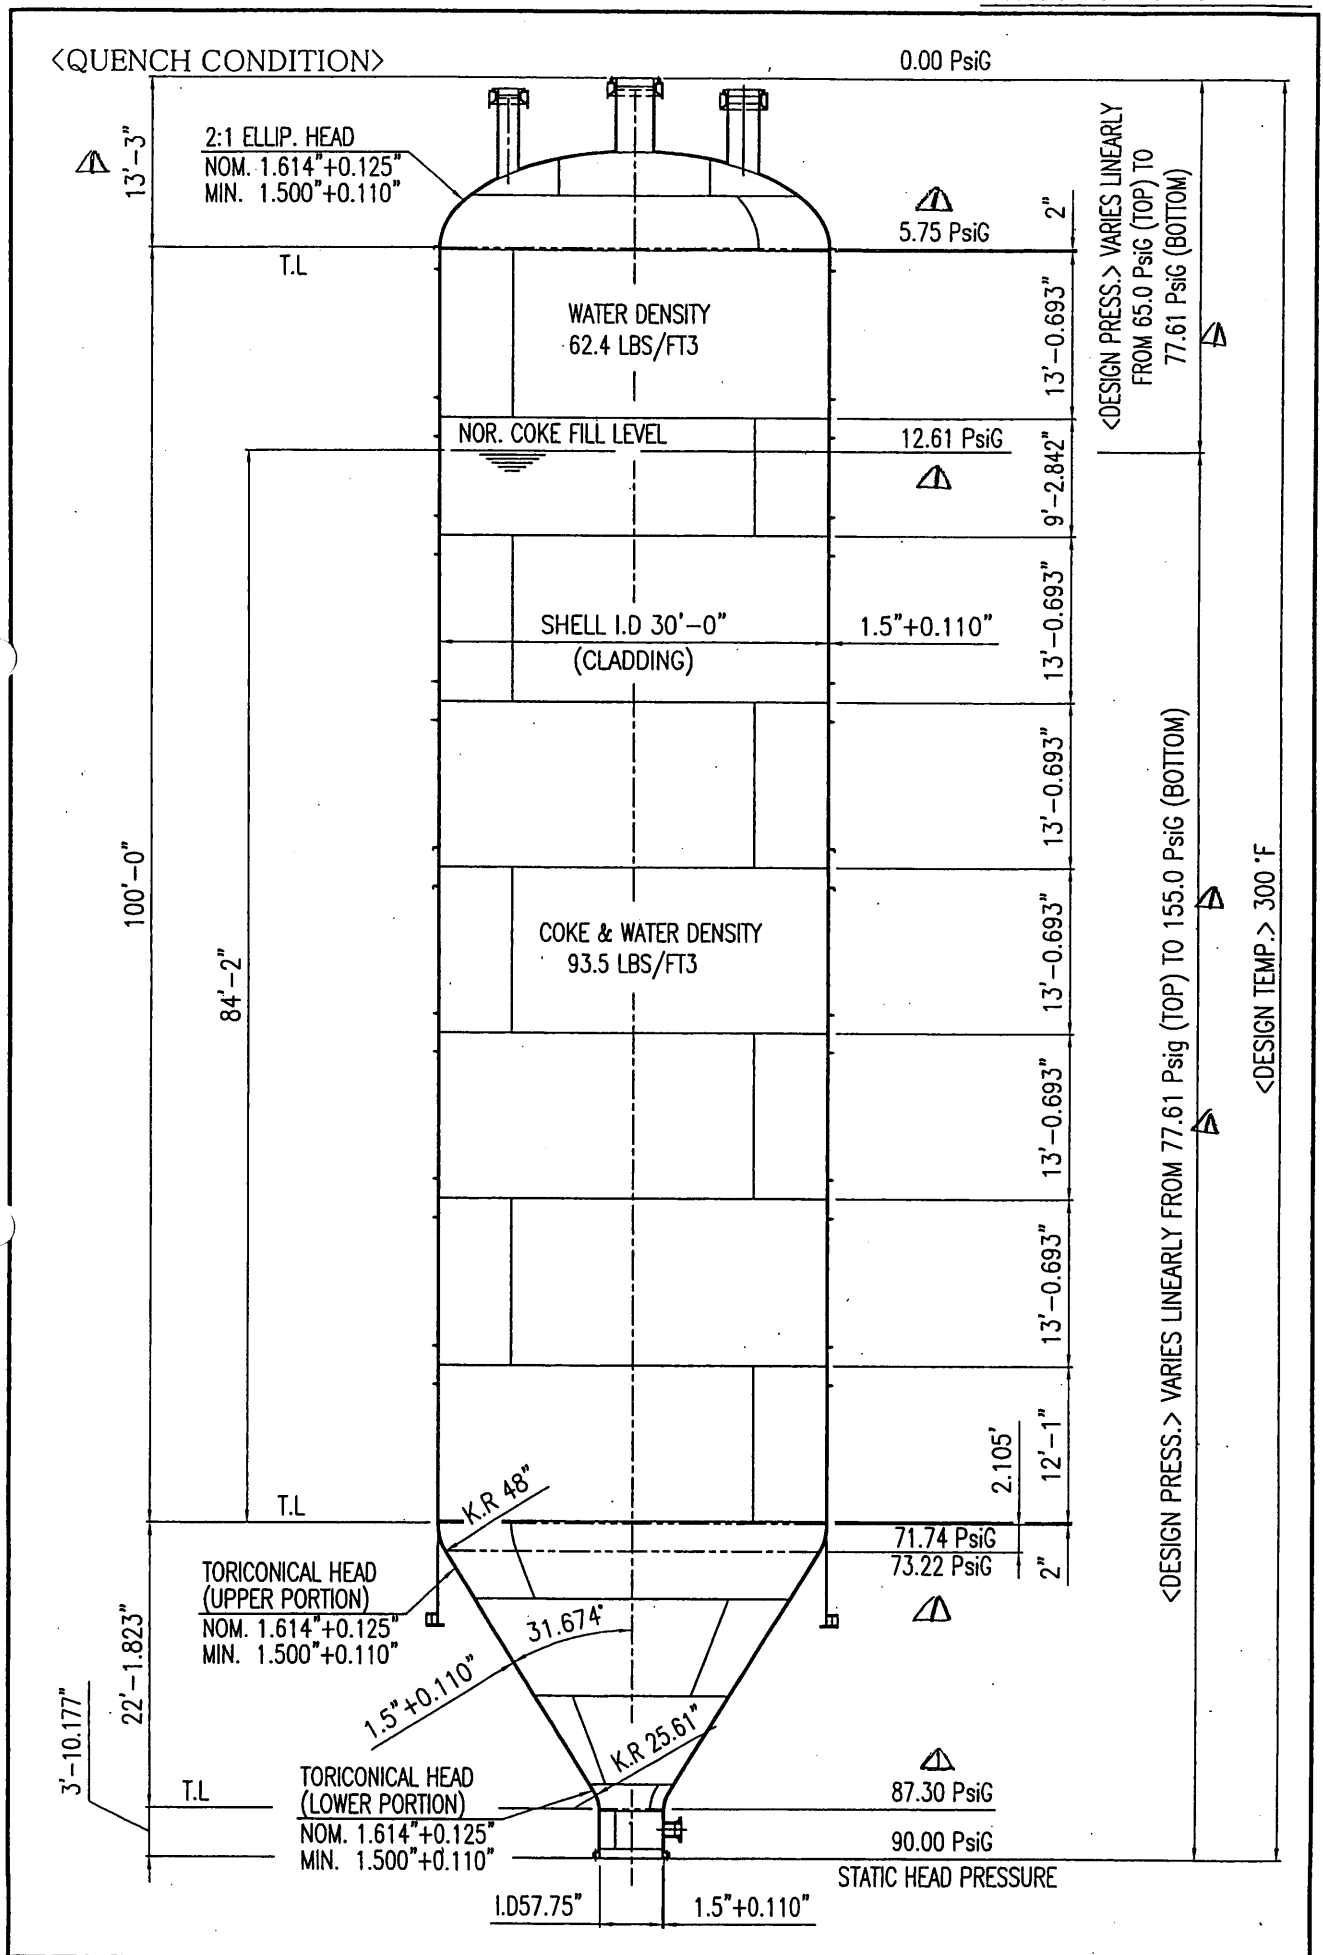 <QUENCH CONDITION>
0.00 PsiG
13'-3"
2:1 ELLIP. HEAD
NOM. 1.614"+0.125"
MIN. 1.500"+0.110"
5.75 PsiG
2"
<DESIGN PRESS.> VARIES LINEARLY
FROM 65.0 PsiG (TOP) TO
77.61 PsiG (BOTTOM)
T.L
WATER DENSITY
62.4 LBS/FT3
13'-0.693"
NOR. COKE FILL LEVEL
12.61 PsiG
9'-2.842"
SHELL I.D 30'-0"
(CLADDING)
1.5"+0.110"
13'-0.693"
13'-0.693"
100'-0"
84'-2"
COKE & WATER DENSITY
93.5 LBS/FT3
13'-0.693"
13'-0.693"
13'-0.693"
<DESIGN PRESS.> VARIES LINEARLY FROM 77.61 Psig (TOP) TO 155.0 PsiG (BOTTOM)
<DESIGN TEMP.> 300 °F
12'-1"
2.105'
T.L
K.R 48"
71.74 PsiG
73.22 PsiG
2"
TORICONICAL HEAD
(UPPER PORTION)
NOM. 1.614"+0.125"
MIN. 1.500"+0.110"
31.674°
1.5"+0.110"
22'-1.823"
3'-10.177"
K.R 25.61"
T.L
TORICONICAL HEAD
(LOWER PORTION)
NOM. 1.614"+0.125"
MIN. 1.500"+0.110"
87.30 PsiG
90.00 PsiG
STATIC HEAD PRESSURE
I.D57.75"
1.5"+0.110"